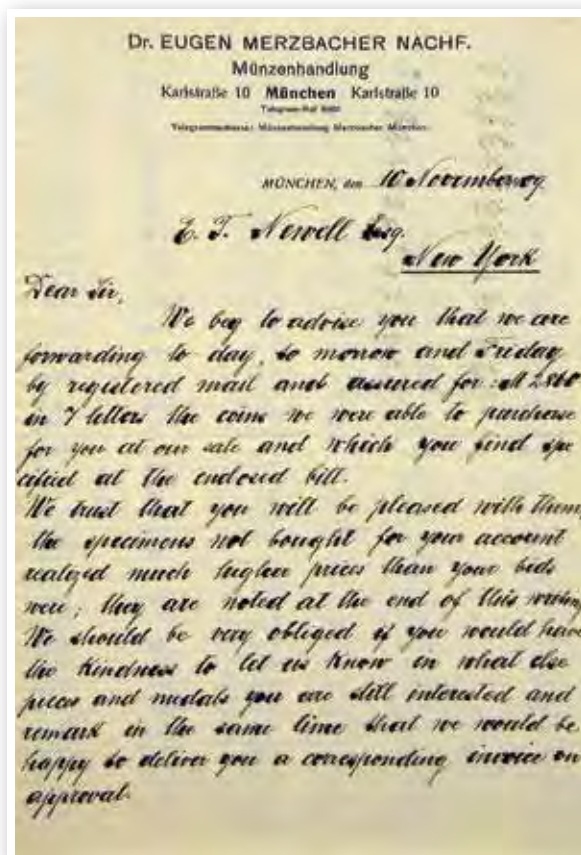 Dr. EUGEN MERZBACHER NACHF.
Münzenhandlung
Karlstraße 10 München Karlstraße 10
Telegrammadresse: Münzenhandlung Merzbacher München.
MÜNCHEN, den 10 November 09
E. T. Newell Esq.
New York
Dear Sir,
We beg to advise you that we are
forwarding to day, to morrow and Friday
by registered mail and assured for M 2800
in 7 letters the coins we were able to purchase
for you at our sale and which you find spe
cified at the enclosed bill.
We trust that you will be pleased with them,
the specimens not bought for your account
realized much higher prices than your bids
were; they are noted at the end of this writing
We should be very obliged if you would have
the kindness to let us know in what else
pieces and medals you are still interested and
remark in the same time that we would be
happy to deliver you a corresponding invoice on
approval.